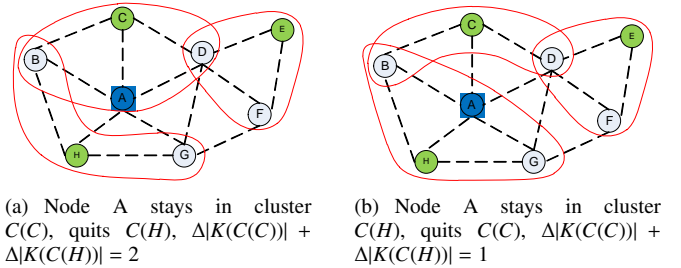 C
D
E
B
A
F
H
G
C
D
E
B
A
F
H
G
(a) Node A stays in cluster
C(C), quits C(H), Δ|K(C(C))| +
Δ|K(C(H))| = 2
(b) Node A stays in cluster
C(H), quits C(C), Δ|K(C(C))| +
Δ|K(C(H))| = 1